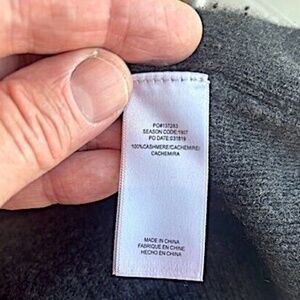 PO#137283
SEASON CODE:1907
PO DATE:031819
100%CASHMERE/CACHEMIRE/
CACHEMIRA
MADE IN CHINA
FABRIQUE EN CHINE
HECHO EN CHINA